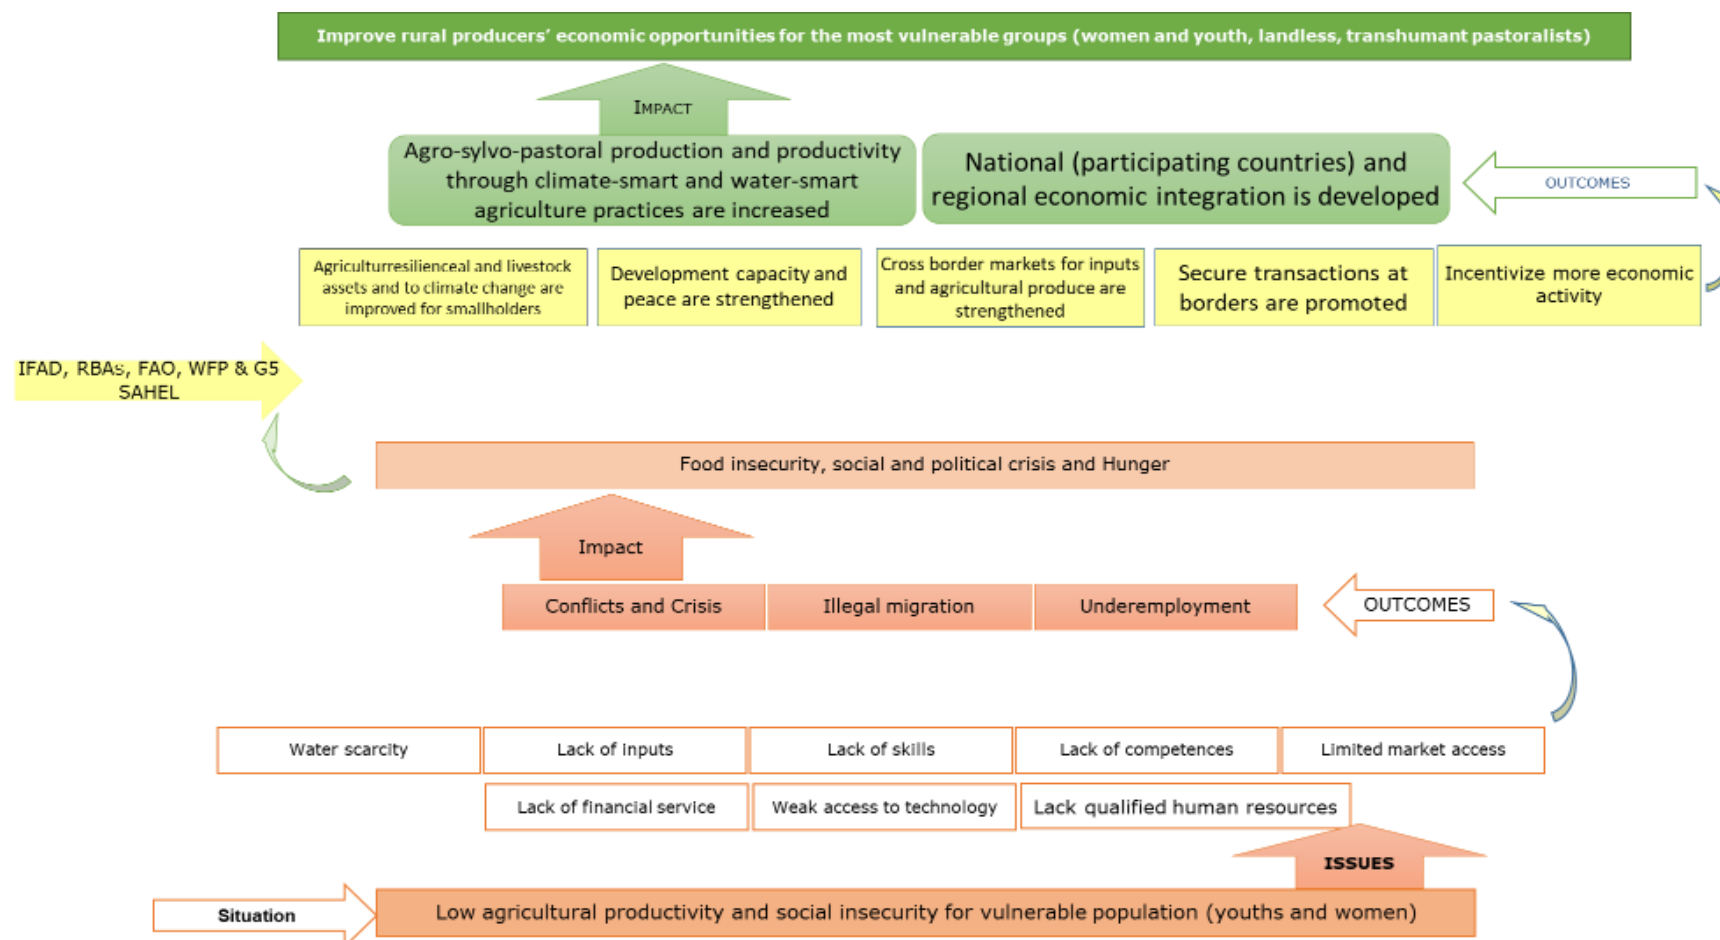 Improve rural producers’ economic opportunities for the most vulnerable groups (women and youth, landless, transhumant pastoralists)
IMPACT
Agro-sylvo-pastoral production and productivity
through climate-smart and water-smart
agriculture practices are increased
National (participating countries) and
regional economic integration is developed
OUTCOMES
Agriculturresilienceal and livestock
assets and to climate change are
improved for smallholders
Development capacity and
peace are strengthened
Cross border markets for inputs
and agricultural produce are
strengthened
Secure transactions at
borders are promoted
Incentivize more economic
activity
IFAD, RBAs, FAO, WFP & G5
SAHEL
Food insecurity, social and political crisis and Hunger
Impact
Conflicts and Crisis
Illegal migration
Underemployment
OUTCOMES
Water scarcity
Lack of inputs
Lack of skills
Lack of competences
Limited market access
Lack of financial service
Weak access to technology
Lack qualified human resources
ISSUES
Situation
Low agricultural productivity and social insecurity for vulnerable population (youths and women)